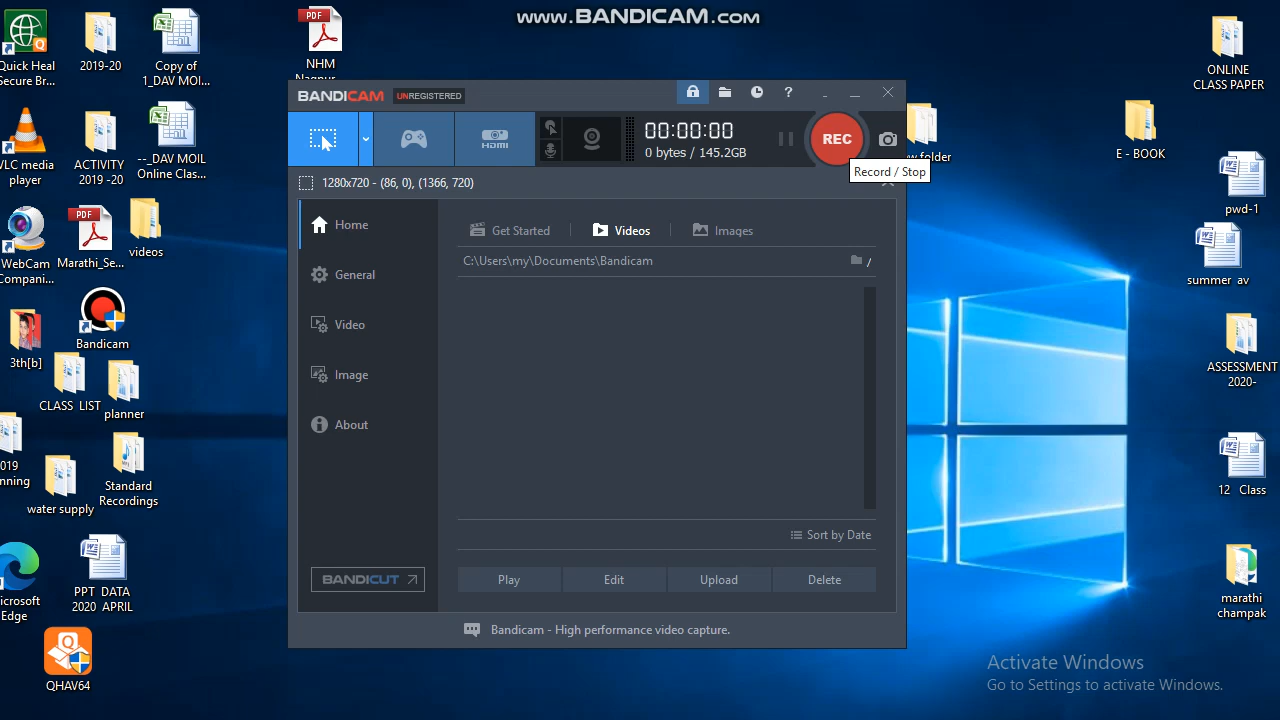 www.BANDICAM.com
Quick Heal
Secure Br...
2019-20
Copy of
1_DAV MOI...
NHM
Nagpur
ONLINE
CLASS PAPER
BANDICAM UNREGISTERED
?
VLC media
player
ACTIVITY
2019 -20
--_DAV MOIL
Online Clas...
HDMI
00:00:00
0 bytes / 145.2GB
REC
Record / Stop
w folder
E - BOOK
1280x720 - (86, 0), (1366, 720)
pwd-1
WebCam
Compani...
PDF
Marathi_Se...
videos
Home
General
Video
Image
About
Get Started
Videos
Images
C:\Users\my\Documents\Bandicam
/
summer av
3th[b]
Bandicam
CLASS LIST
planner
ASSESSMENT
2020-
019
nning
water supply
Standard
Recordings
12 Class
Sort by Date
Play
Edit
Upload
Delete
BANDICUT
Bandicam - High performance video capture.
icrosoft
Edge
PPT DATA
2020 APRIL
marathi
champak
QHAV64
Activate Windows
Go to Settings to activate Windows.